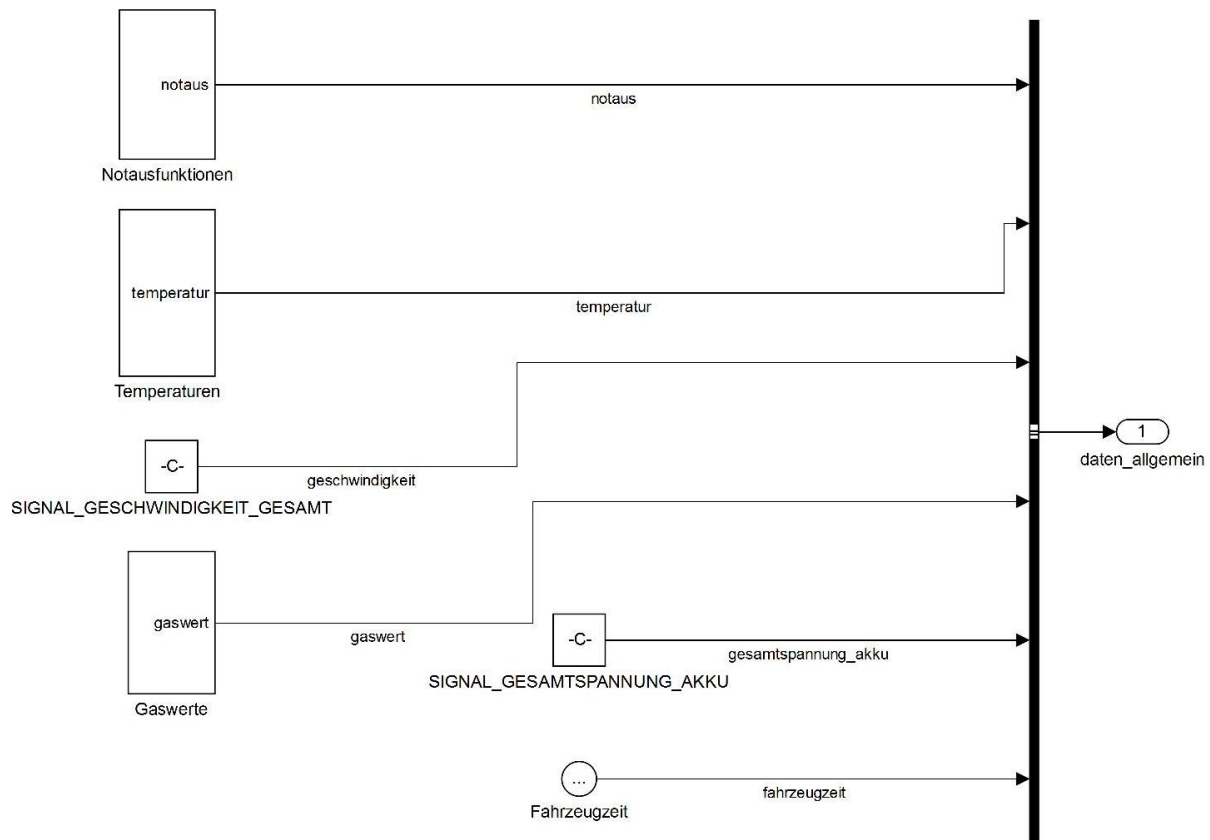 notaus
notaus
Notausfunktionen
temperatur
temperatur
Temperaturen
-C-
geschwindigkeit
SIGNAL_GESCHWINDIGKEIT_GESAMT
1
daten_allgemein
gaswert
gaswert
Gaswerte
-C-
gesamtspannung_akku
SIGNAL_GESAMTSPANNUNG_AKKU
...
fahrzeugzeit
Fahrzeugzeit